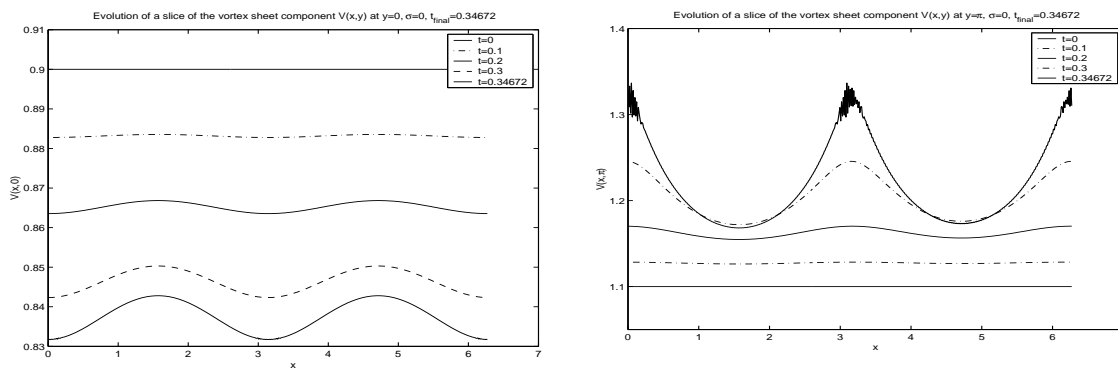 Evolution of a slice of the vortex sheet component V(x,y) at y=0, σ=0, t_final=0.34672
0.91
0.9
0.89
0.88
0.87
0.86
0.85
0.84
0.83
V(x,0)
0
1
2
3
4
5
6
7
x
t=0
t=0.1
t=0.2
t=0.3
t=0.34672
Evolution of a slice of the vortex sheet component V(x,y) at y=π, σ=0, t_final=0.34672
1.4
1.3
1.2
1.1
V(x,π)
0
1
2
3
4
5
6
7
x
t=0
t=0.1
t=0.2
t=0.3
t=0.34672